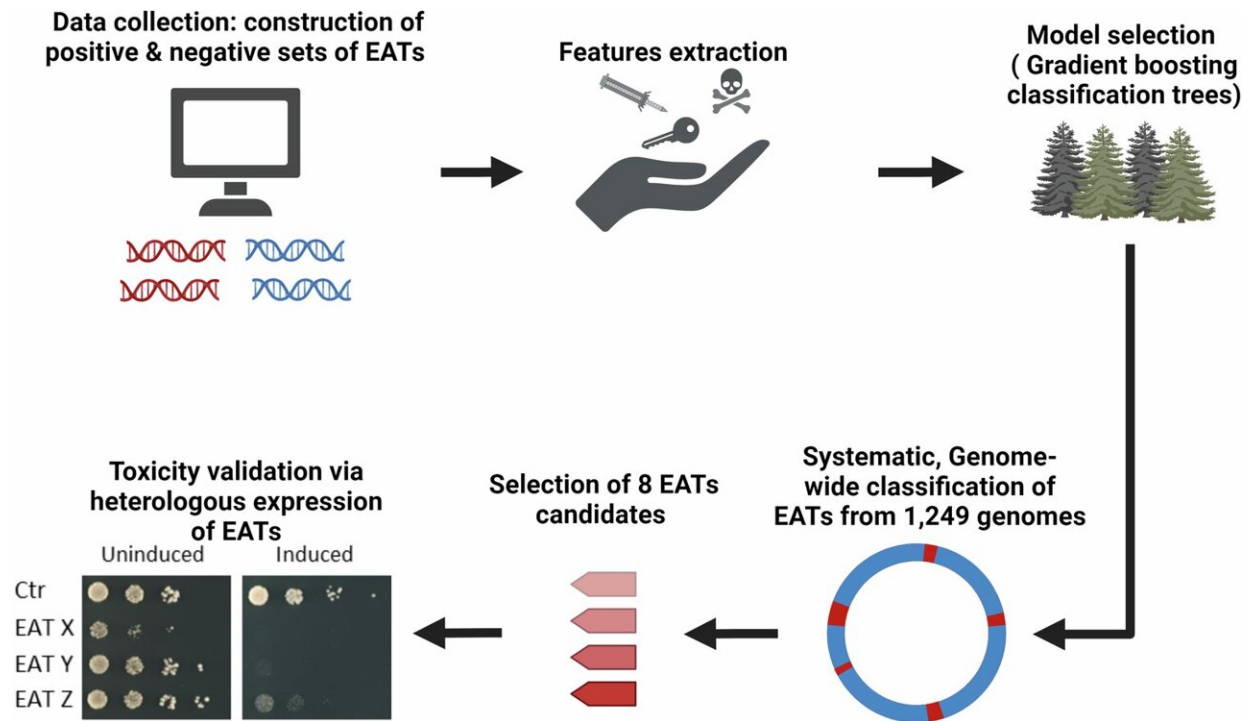 Data collection: construction of
positive & negative sets of EATs
Features extraction
Model selection
( Gradient boosting
classification trees)
Systematic, Genome-
wide classification of
EATs from 1,249 genomes
Selection of 8 EATs
candidates
Toxicity validation via
heterologous expression
of EATs
Uninduced
Induced
Ctr
EAT X
EAT Y
EAT Z